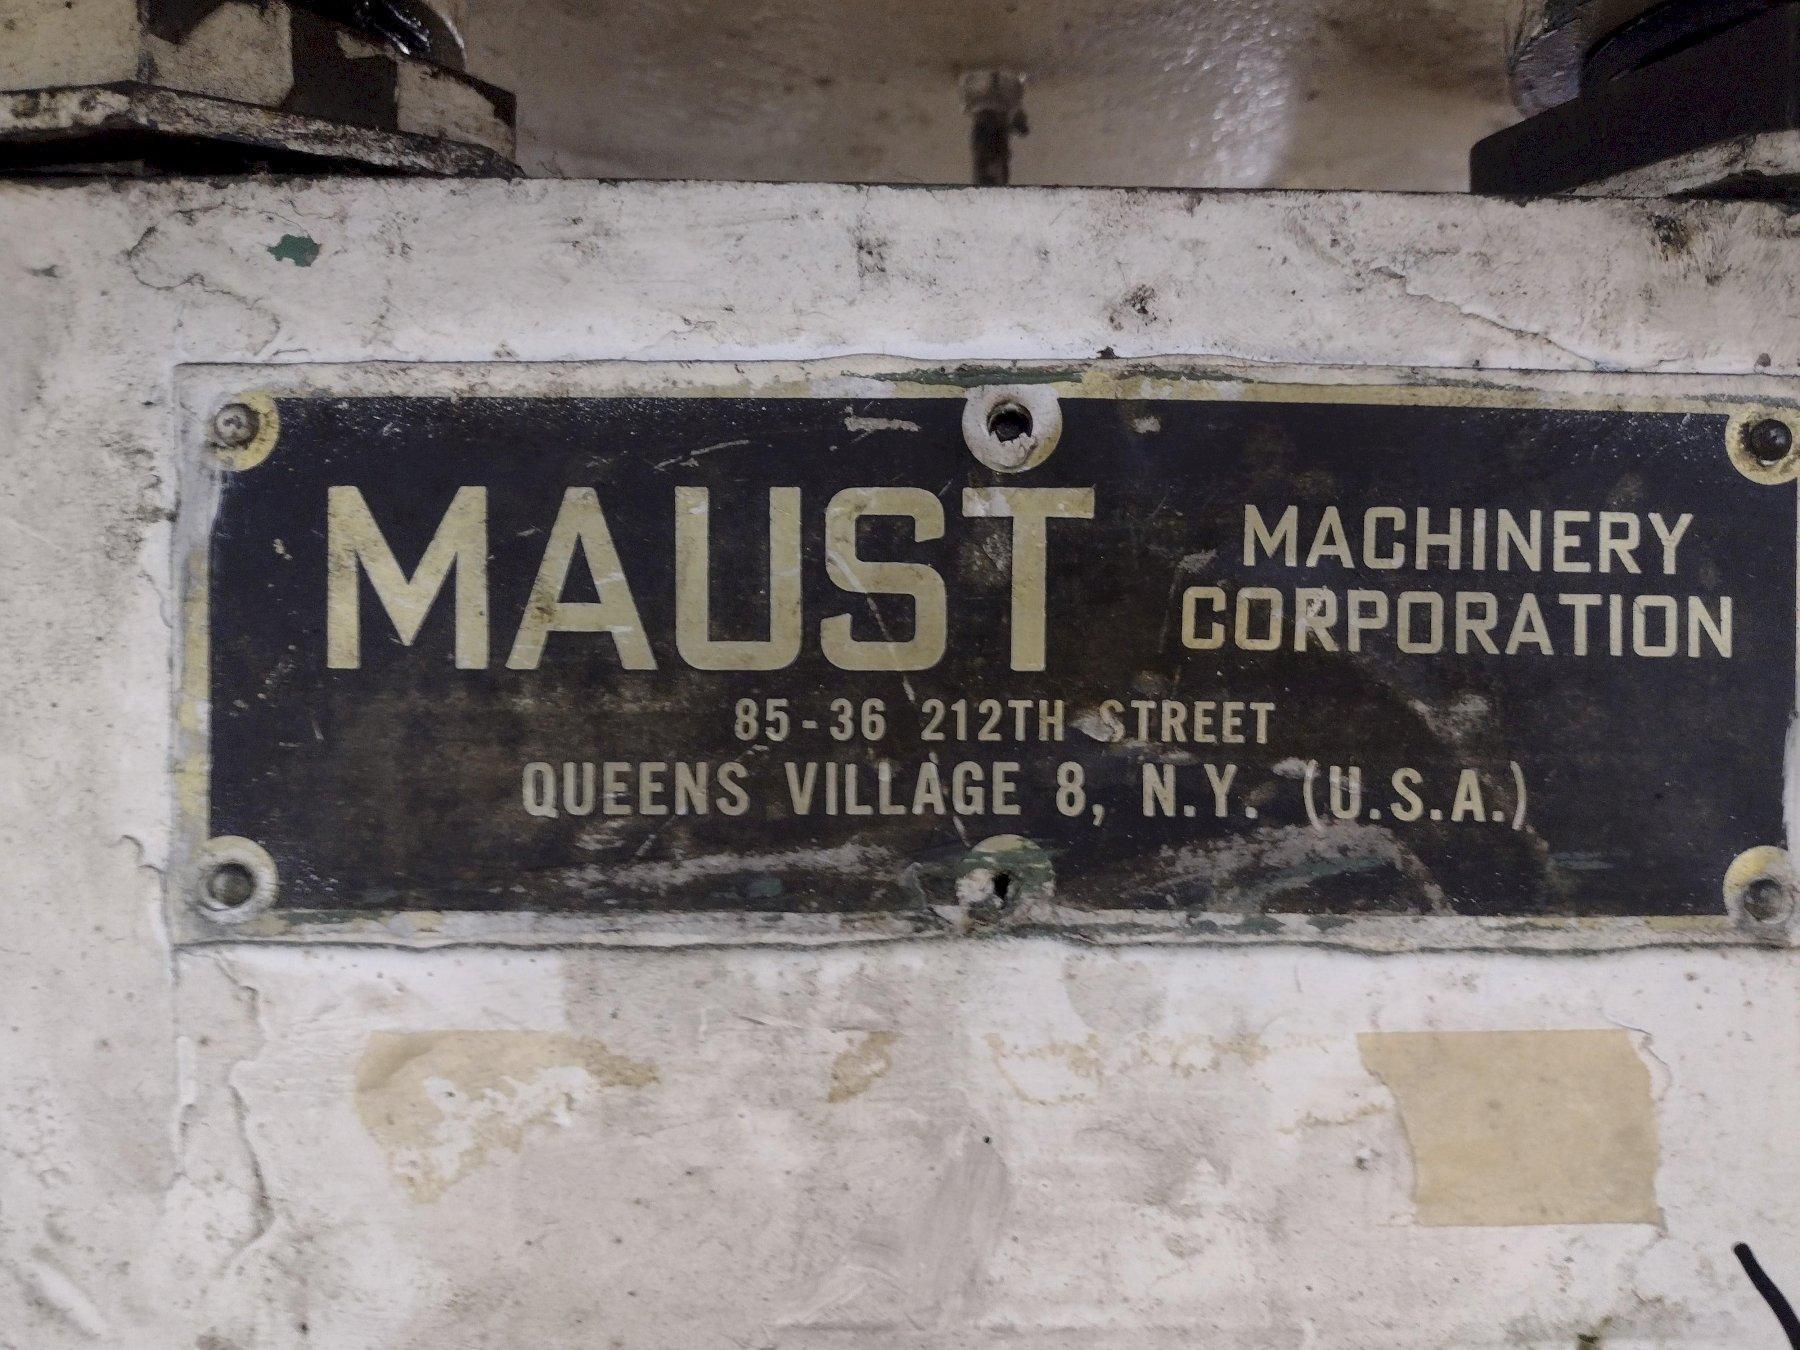 MAUST
MACHINERY
CORPORATION
85-36 212TH STREET
QUEENS VILLAGE 8, N.Y. (U.S.A.)